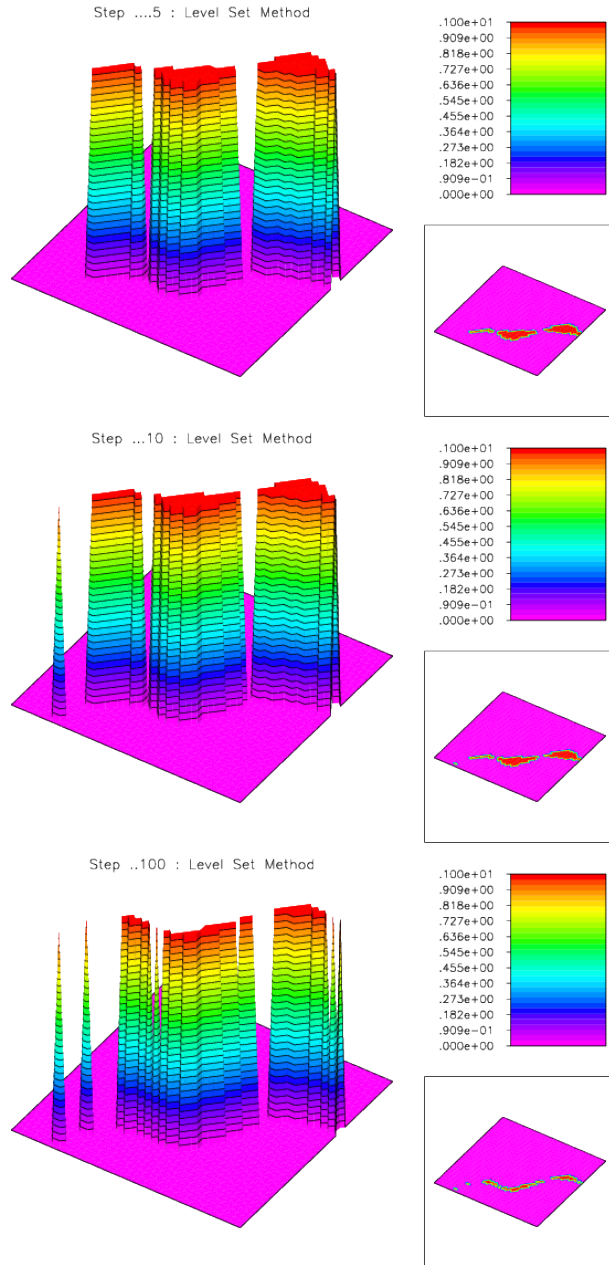 Step ....5 : Level Set Method
.100e+01
.909e+00
.818e+00
.727e+00
.636e+00
.545e+00
.455e+00
.364e+00
.273e+00
.182e+00
.909e-01
.000e+00
Step ...10 : Level Set Method
.100e+01
.909e+00
.818e+00
.727e+00
.636e+00
.545e+00
.455e+00
.364e+00
.273e+00
.182e+00
.909e-01
.000e+00
Step ..100 : Level Set Method
.100e+01
.909e+00
.818e+00
.727e+00
.636e+00
.545e+00
.455e+00
.364e+00
.273e+00
.182e+00
.909e-01
.000e+00